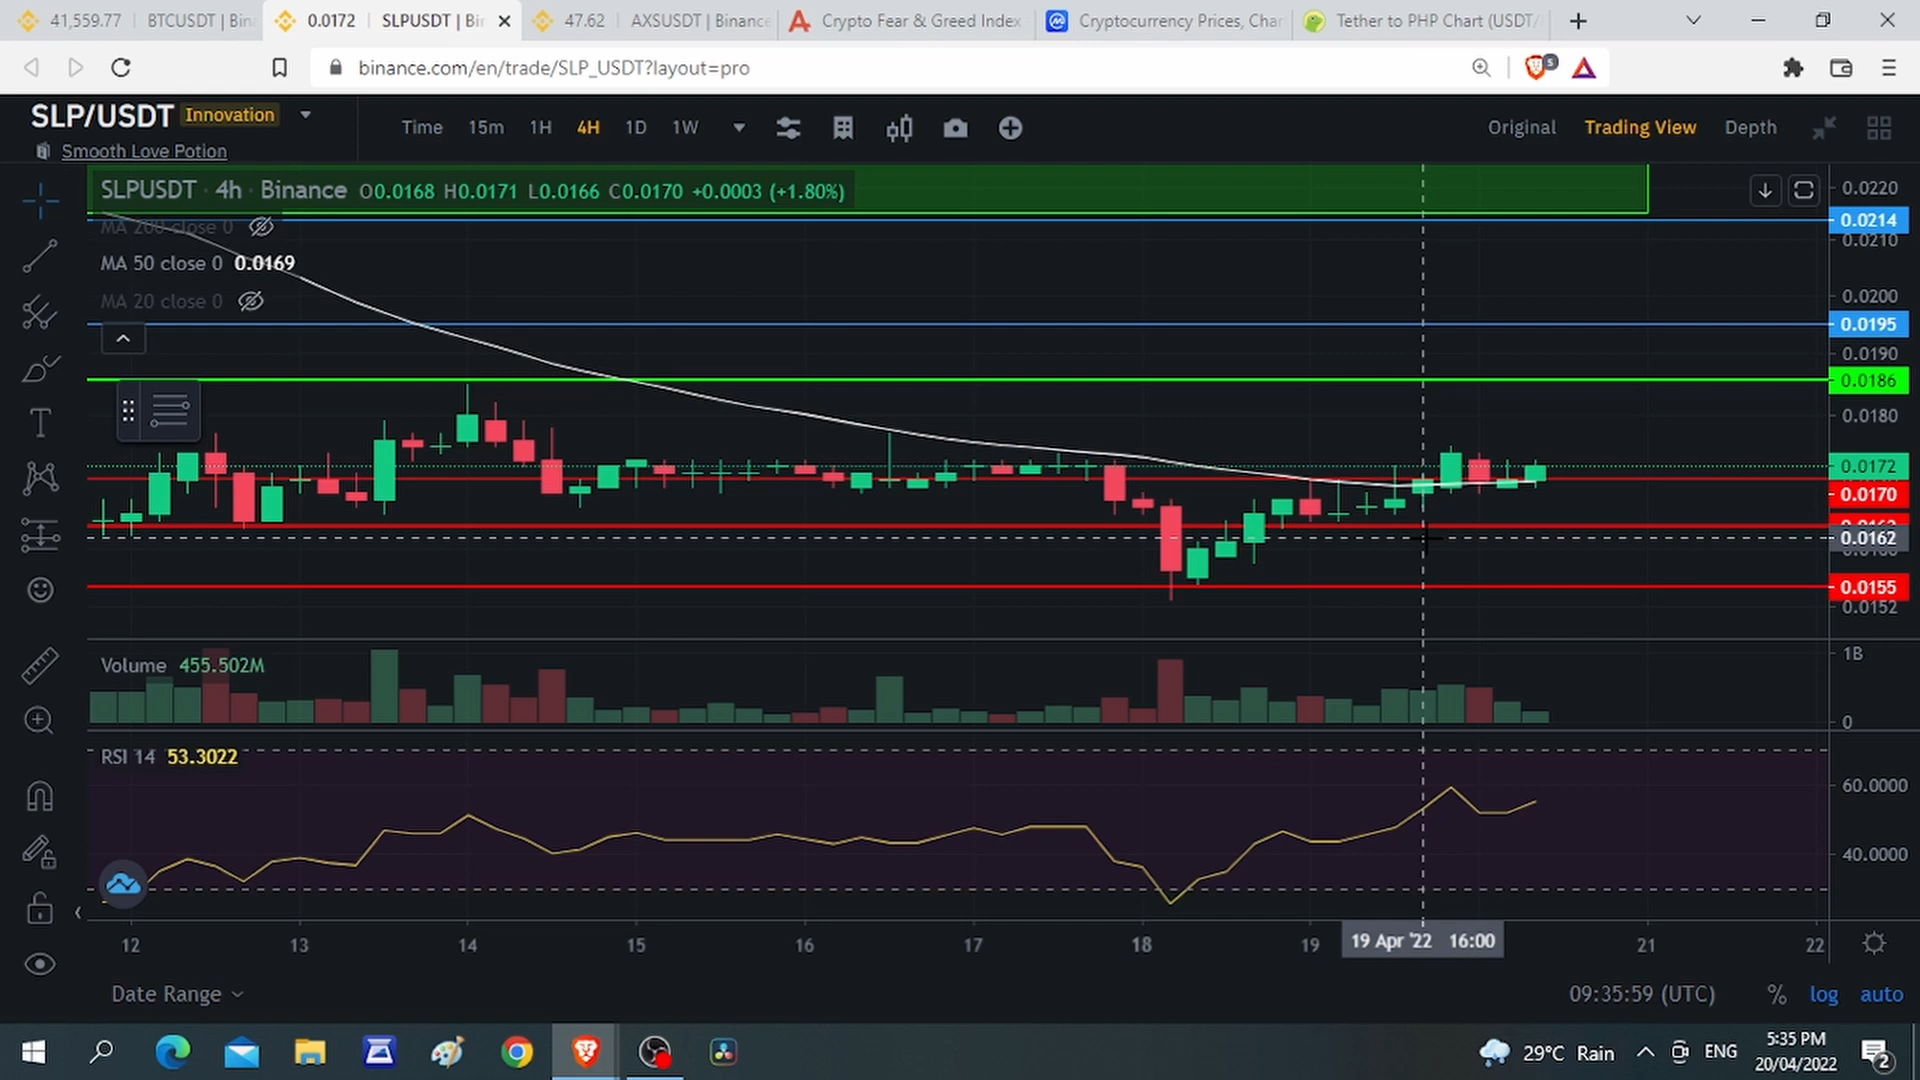 41,559.77 BTCUSDT | Bin
0.0172 SLPUSDT | Bin
47.62 AXSUSDT | Binance
Crypto Fear & Greed Index
Cryptocurrency Prices, Char
Tether to PHP Chart (USDT/
binance.com/en/trade/SLP_USDT?layout=pro
5
SLP/USDT Innovation
Smooth Love Potion
Time 15m 1H 4H 1D 1W
Original Trading View Depth
SLPUSDT · 4h · Binance O0.0168 H0.0171 L0.0166 C0.0170 +0.0003 (+1.80%)
MA 200 close 0
MA 50 close 0 0.0169
MA 20 close 0
0.0220
0.0214
0.0210
0.0200
0.0195
0.0190
0.0186
0.0180
0.0172
0.0170
0.0162
0.0155
0.0152
Volume 455.502M
1B
0
RSI 14 53.3022
60.0000
40.0000
12 13 14 15 16 17 18 19 19 Apr '22 16:00 21 22
Date Range
09:35:59 (UTC) % log auto
29°C Rain
ENG
5:35 PM
20/04/2022
2